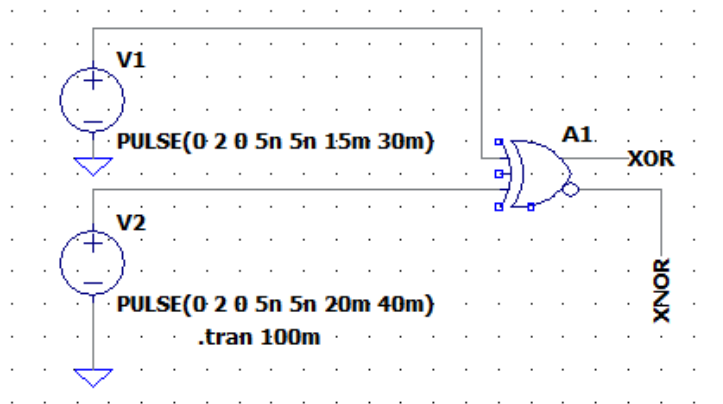 V1
PULSE(0 2 0 5n 5n 15m 30m)
A1
XOR
V2
PULSE(0 2 0 5n 5n 20m 40m)
.tran 100m
XNOR